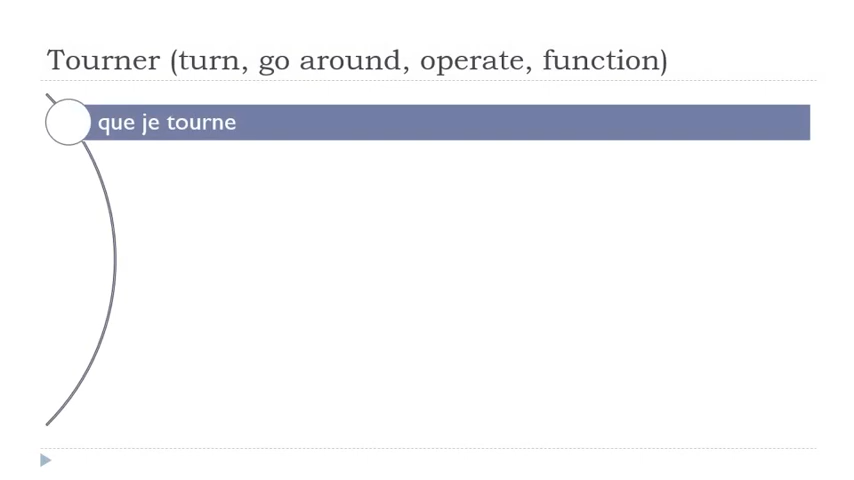 Tourner (turn, go around, operate, function)
que je tourne